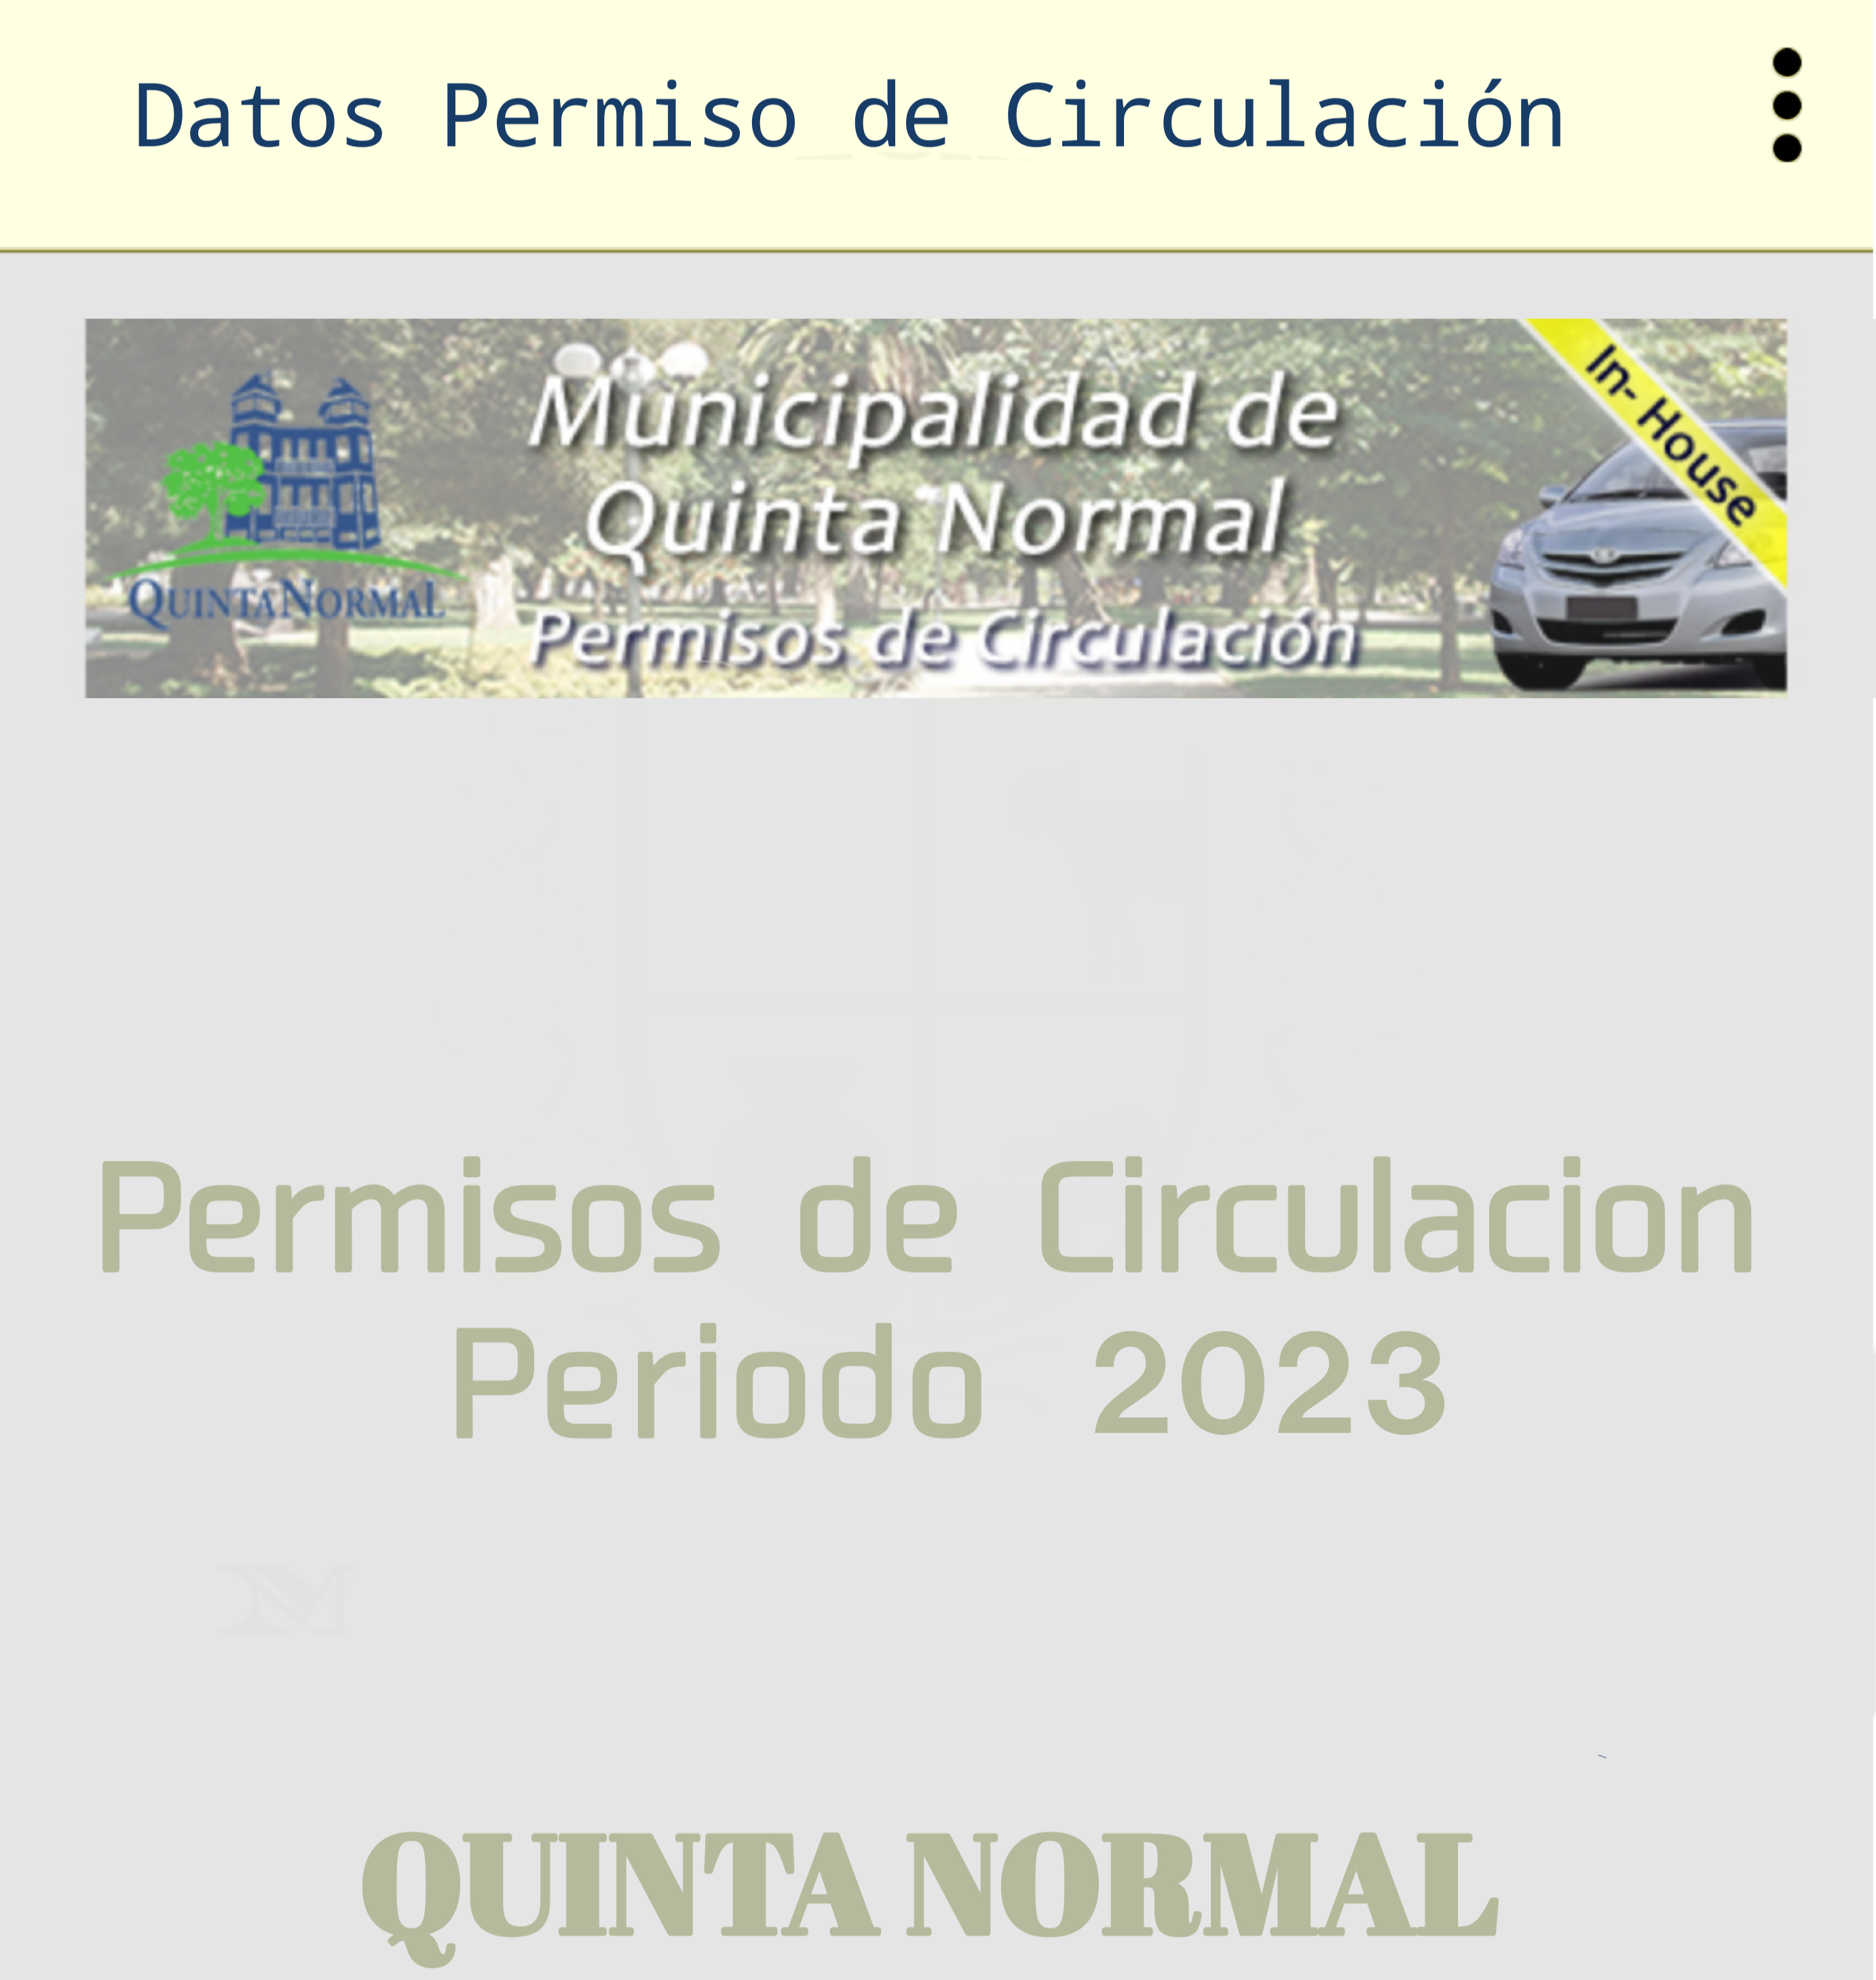 Datos Permiso de Circulación
In- House
Municipalidad de
Quinta Normal
QUINTA NORMAL
Permisos de Circulación
Permisos de Circulacion
Periodo 2023
M
QUINTA NORMAL